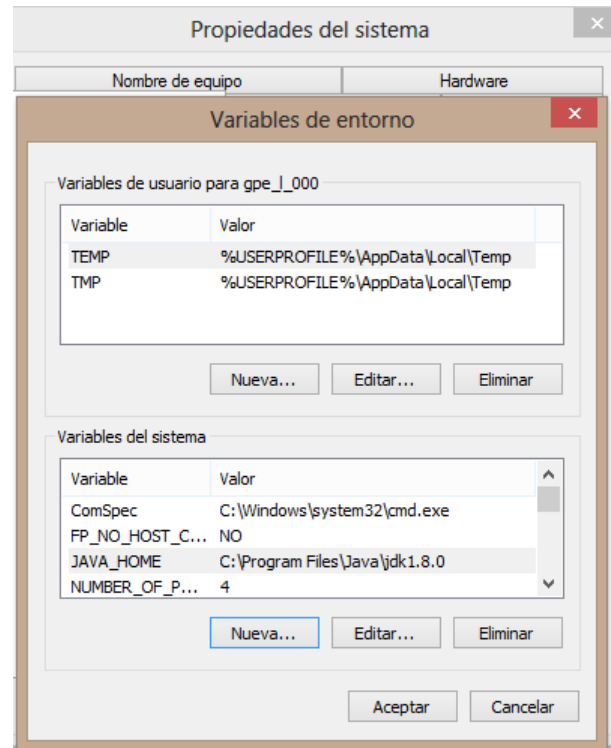 Propiedades del sistema
Nombre de equipo Hardware
Variables de entorno
Variables de usuario para gpe_l_000
Variable Valor
TEMP %USERPROFILE%\AppData\Local\Temp
TMP %USERPROFILE%\AppData\Local\Temp
Nueva... Editar... Eliminar
Variables del sistema
Variable Valor
ComSpec C:\Windows\system32\cmd.exe
FP_NO_HOST_C... NO
JAVA_HOME C:\Program Files\Java\jdk1.8.0
NUMBER_OF_P... 4
Nueva... Editar... Eliminar
Aceptar Cancelar